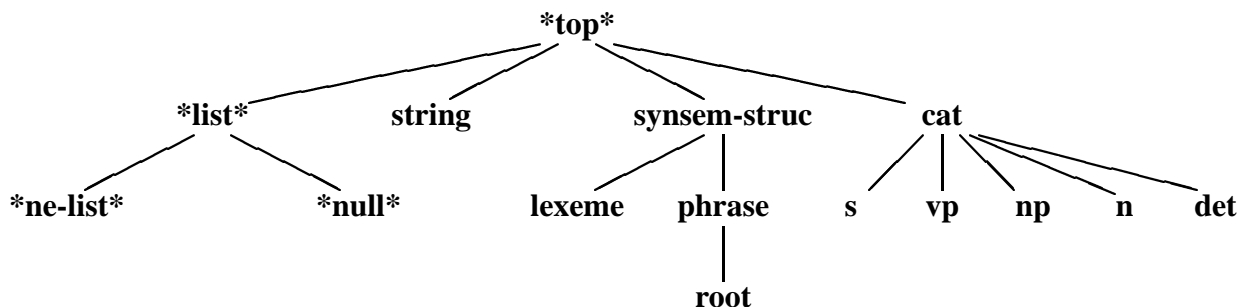 *top*
*list* string synsem-struc cat
*ne-list* *null* lexeme phrase s vp np n det
root